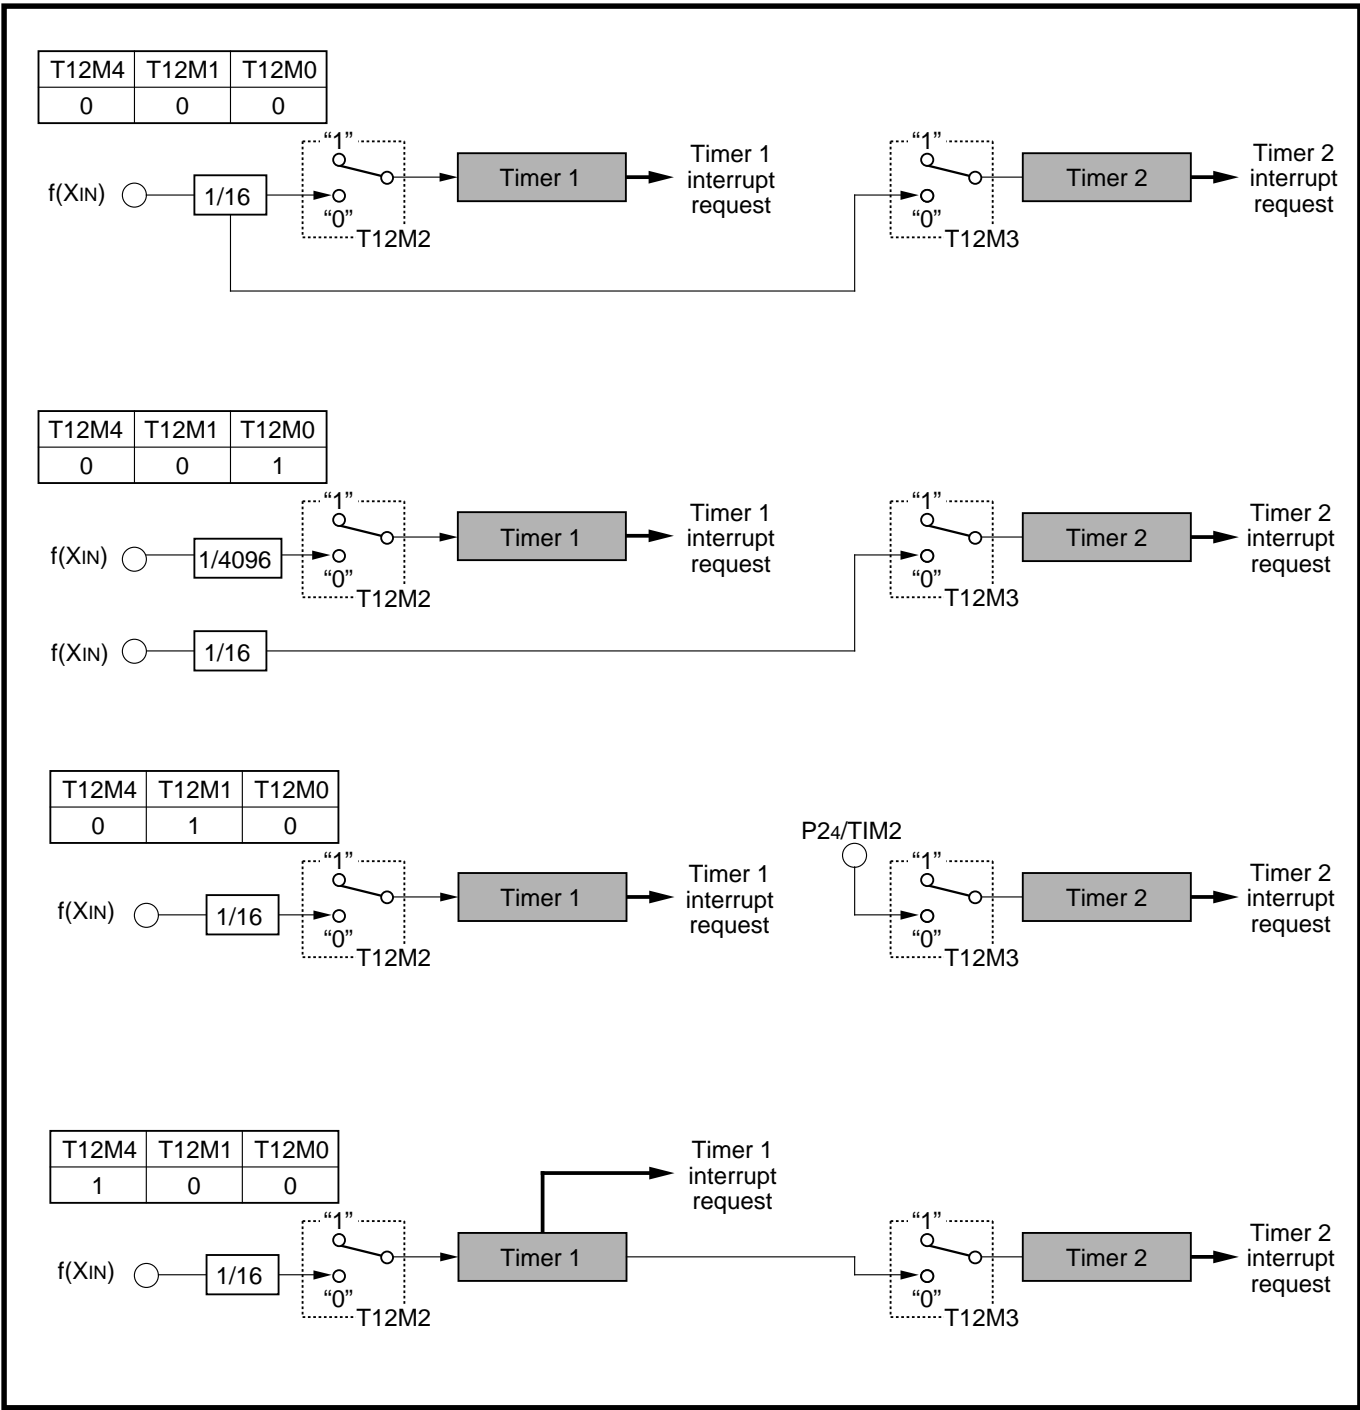 T12M4 T12M1 T12M0
0 0 0
f(XIN)
1/16
“1”
“0”
T12M2
Timer 1
Timer 1
interrupt
request
“1”
“0”
T12M3
Timer 2
Timer 2
interrupt
request
T12M4 T12M1 T12M0
0 0 1
f(XIN)
1/4096
“1”
“0”
T12M2
Timer 1
Timer 1
interrupt
request
“1”
“0”
T12M3
Timer 2
Timer 2
interrupt
request
f(XIN)
1/16
T12M4 T12M1 T12M0
0 1 0
f(XIN)
1/16
“1”
“0”
T12M2
Timer 1
Timer 1
interrupt
request
P24/TIM2
“1”
“0”
T12M3
Timer 2
Timer 2
interrupt
request
T12M4 T12M1 T12M0
1 0 0
f(XIN)
1/16
“1”
“0”
T12M2
Timer 1
Timer 1
interrupt
request
“1”
“0”
T12M3
Timer 2
Timer 2
interrupt
request